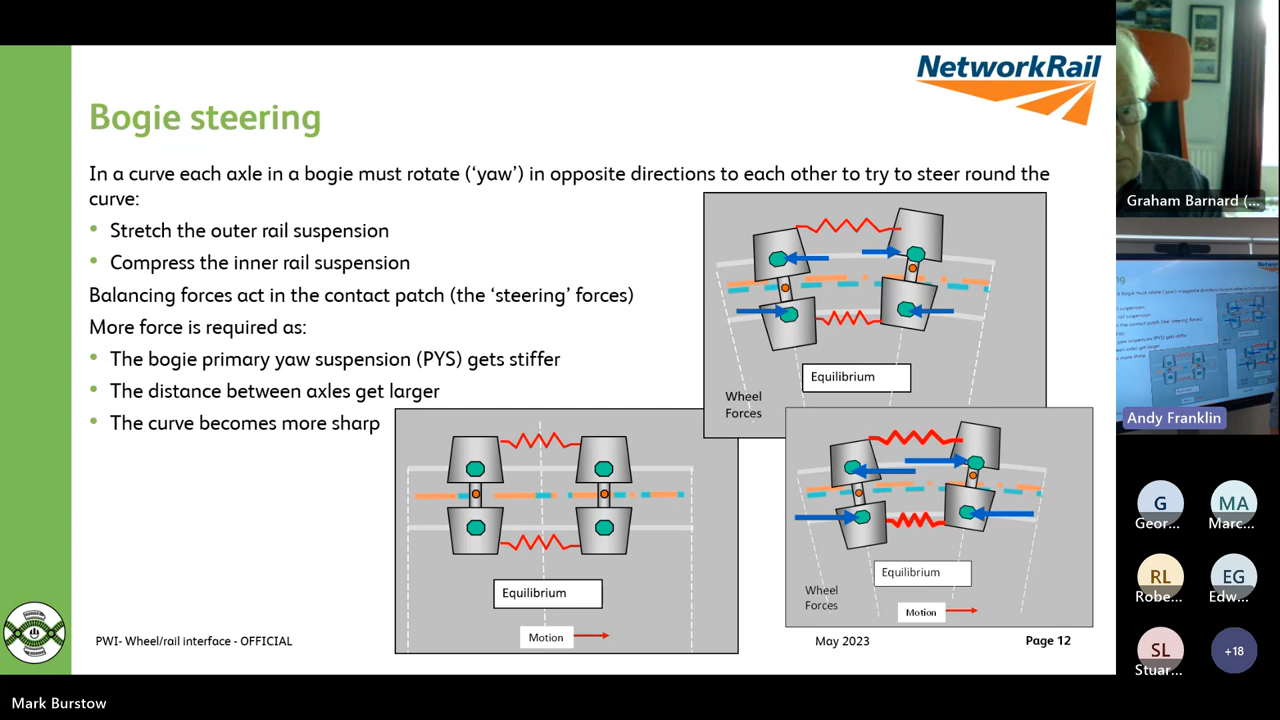 NetworkRail
Bogie steering
In a curve each axle in a bogie must rotate (‘yaw’) in opposite directions to each other to try to steer round the
curve:
• Stretch the outer rail suspension
• Compress the inner rail suspension
Balancing forces act in the contact patch (the ‘steering’ forces)
More force is required as:
• The bogie primary yaw suspension (PYS) gets stiffer
• The distance between axles get larger
• The curve becomes more sharp
Equilibrium
Wheel
Forces
Equilibrium
Motion
Equilibrium
Wheel
Forces
Motion
PWI- Wheel/rail interface - OFFICIAL
May 2023
Page 12
Mark Burstow
Graham Barnard (...
Andy Franklin
G
Geor...
MA
Marc...
RL
Robe...
EG
Edw...
SL
Stuar...
+18